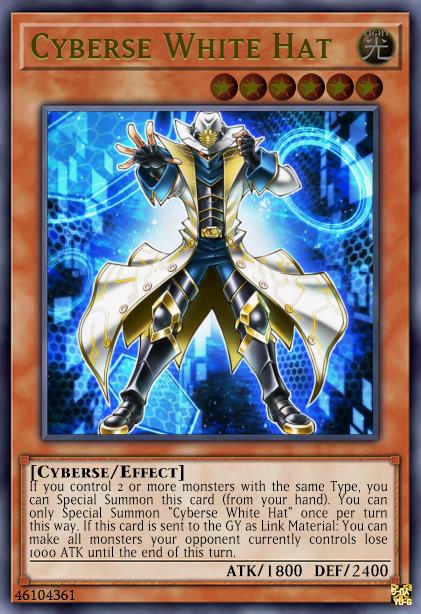 CYBERSE WHITE HAT
LIGHT
光
[CYBERSE/EFFECT]
If you control 2 or more monsters with the same Type, you
can Special Summon this card (from your hand). You can
only Special Summon "Cyberse White Hat" once per turn
this way. If this card is sent to the GY as Link Material: You can
make all monsters your opponent currently controls lose
1000 ATK until the end of this turn.
ATK/1800 DEF/2400
46104361